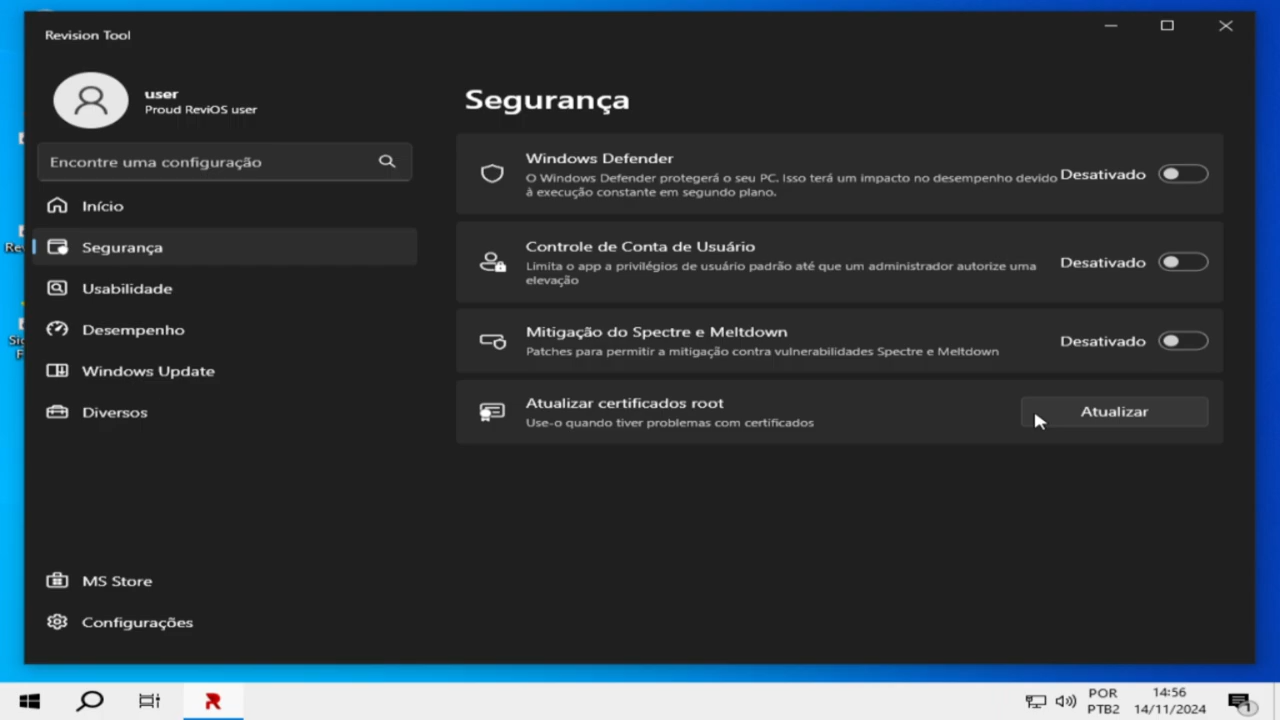 Revision Tool
user
Proud ReviOS user
Encontre uma configuração
Início
Segurança
Usabilidade
Desempenho
Windows Update
Diversos
MS Store
Configurações
Segurança
Windows Defender
O Windows Defender protegerá o seu PC. Isso terá um impacto no desempenho devido
à execução constante em segundo plano.
Desativado
Controle de Conta de Usuário
Limita o app a privilégios de usuário padrão até que um administrador autorize uma
elevação
Desativado
Mitigação do Spectre e Meltdown
Patches para permitir a mitigação contra vulnerabilidades Spectre e Meltdown
Desativado
Atualizar certificados root
Use-o quando tiver problemas com certificados
Atualizar
POR
PTB2
14:56
14/11/2024
1